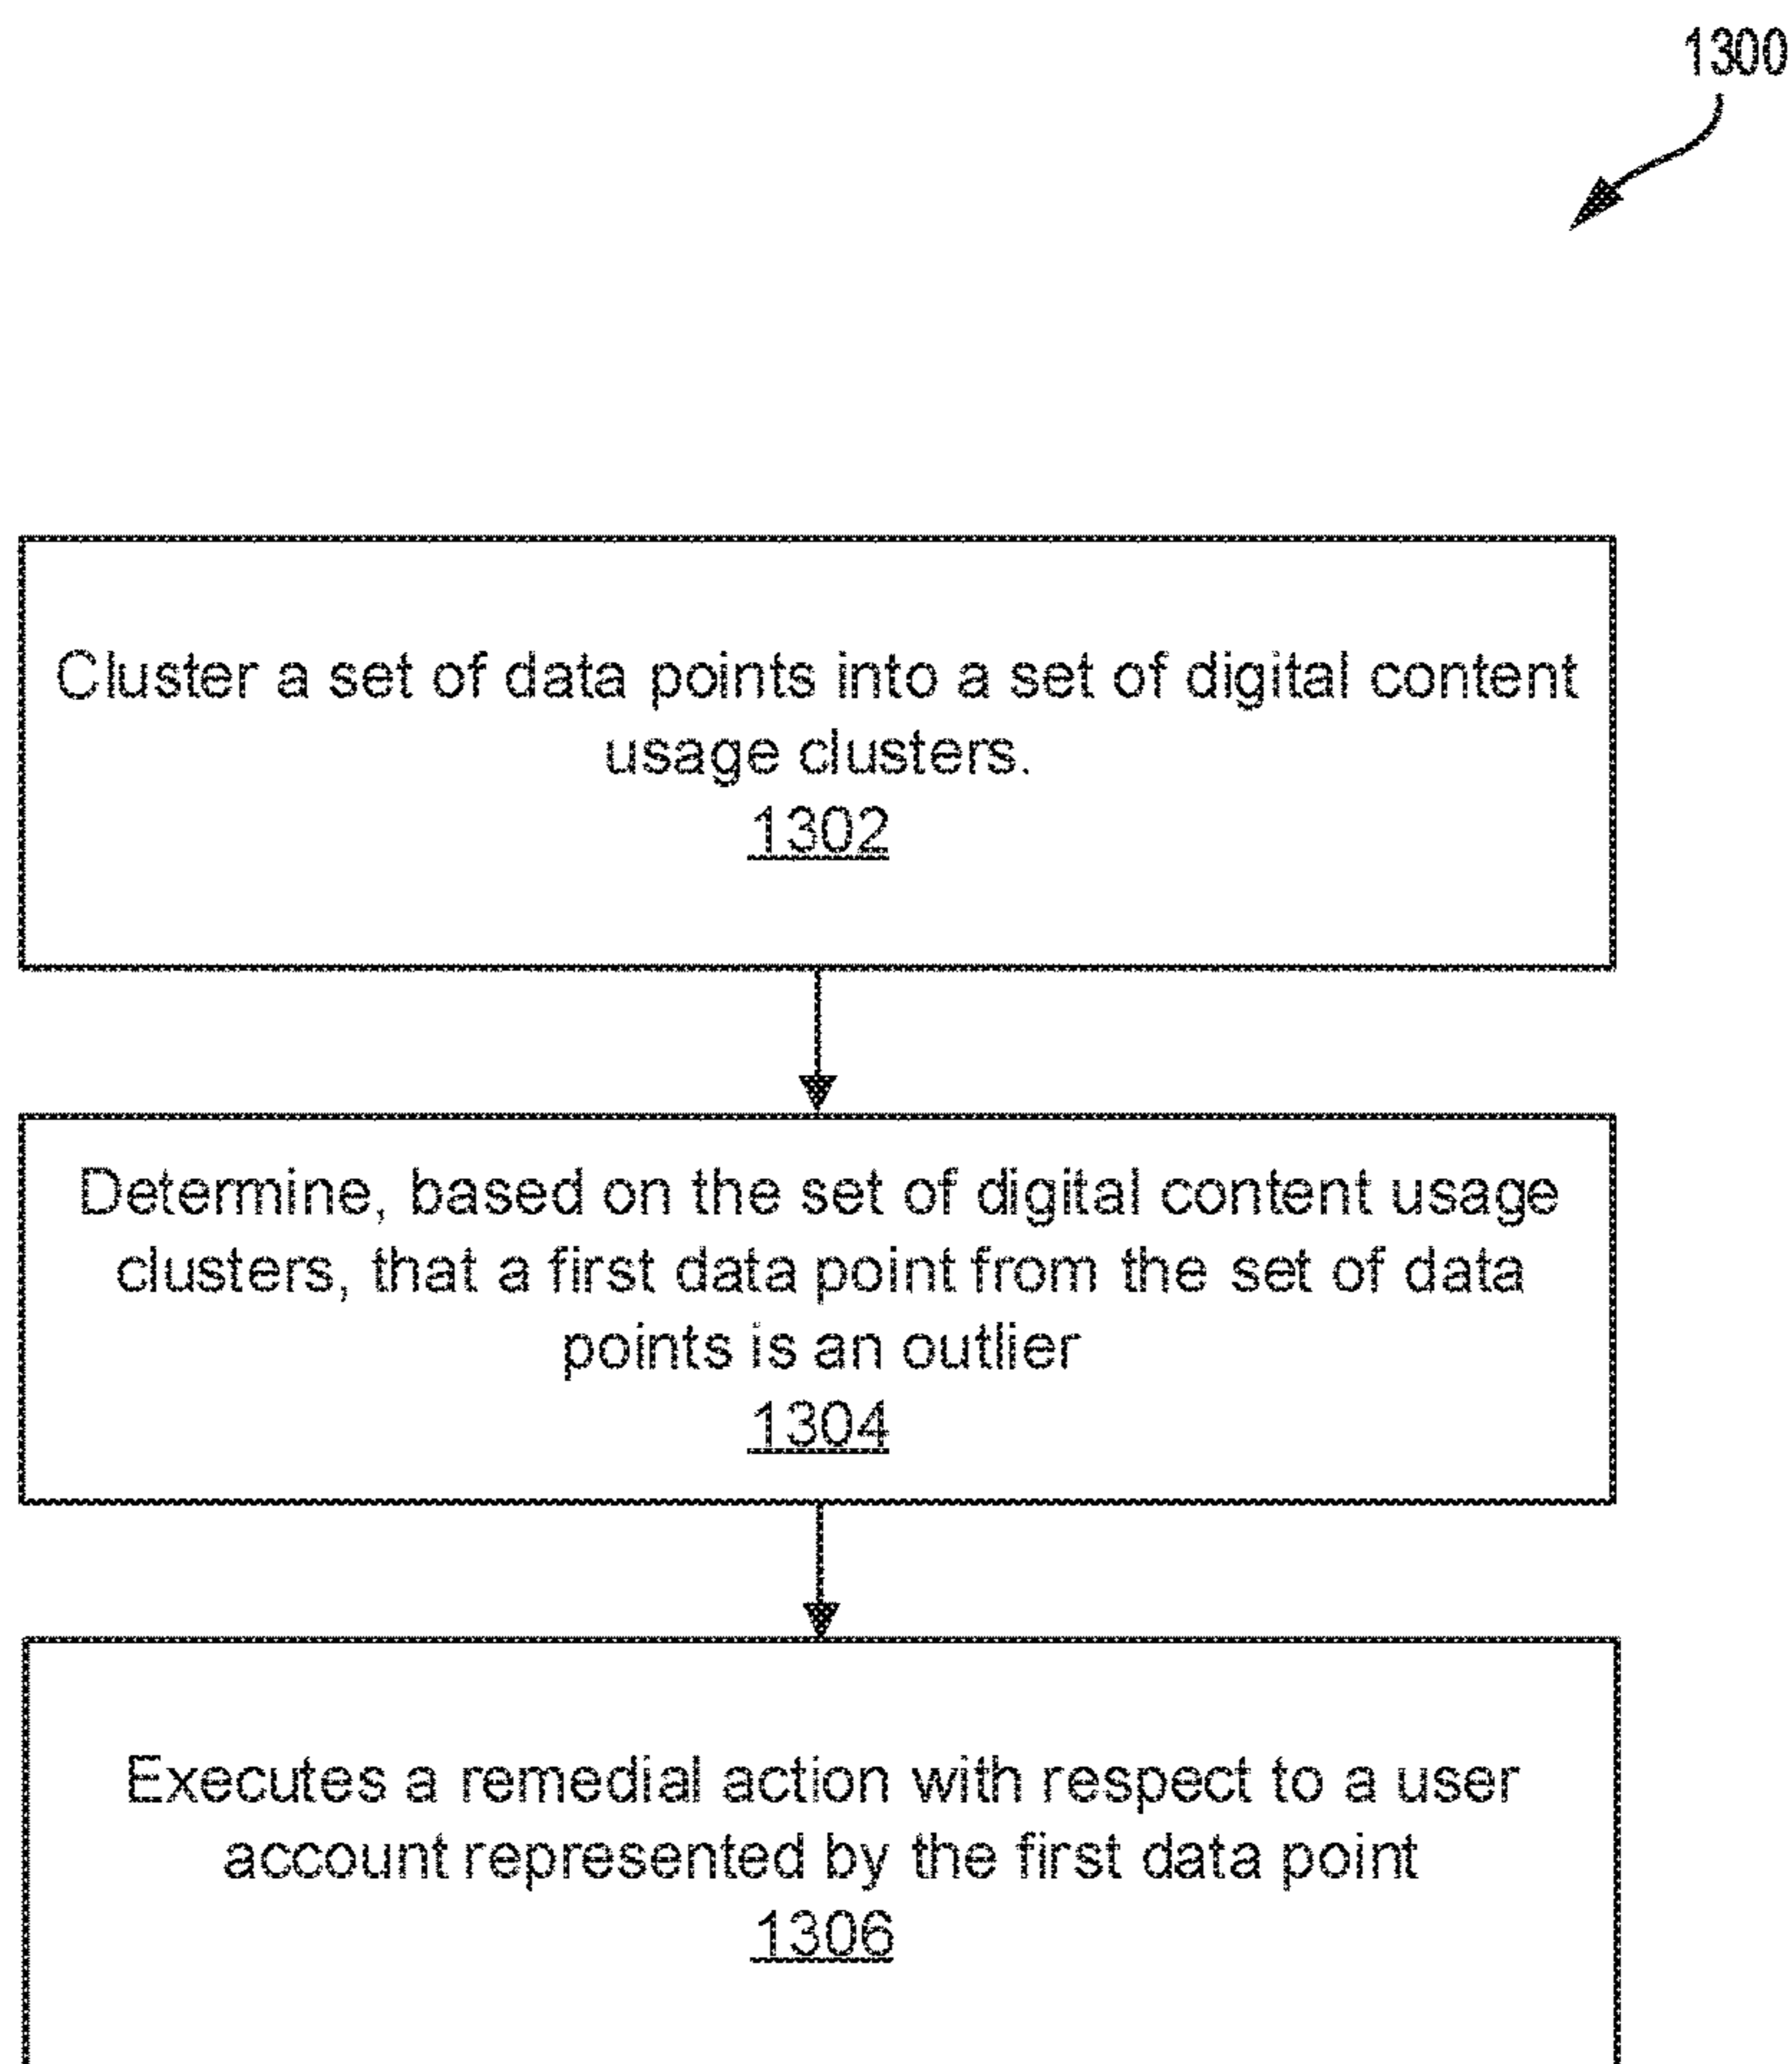 1300
Cluster a set of data points into a set of digital content
usage clusters.
1302
Determine, based on the set of digital content usage
clusters, that a first data point from the set of data
points is an outlier
1304
Executes a remedial action with respect to a user
account represented by the first data point
1306